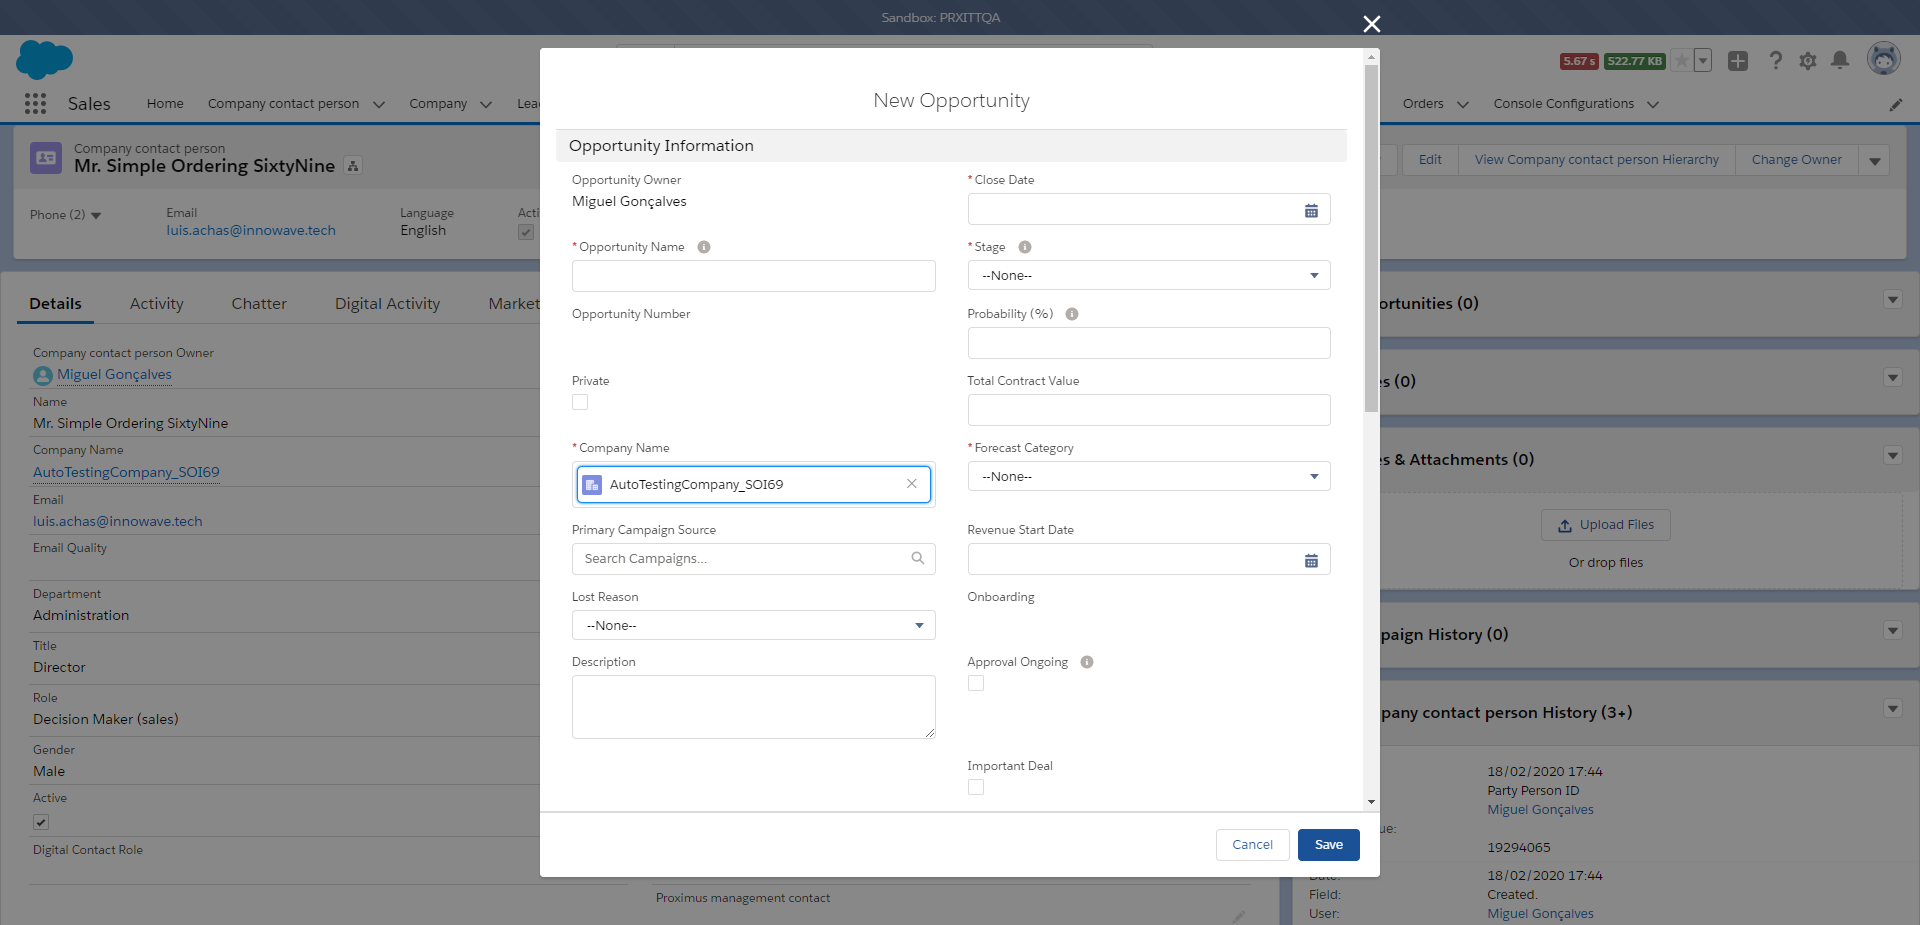 Sandbox: PRXITTQA
5.67 s 522.77 KB
Sales Home Company contact person Company Orders Console Configurations
Company contact person
Mr. Simple Ordering SixtyNine
Edit View Company contact person Hierarchy Change Owner
Phone (2) Email Language
luis.achas@innowave.tech English
Details Activity Chatter Digital Activity
Company contact person Owner
Miguel Gonçalves
Name
Mr. Simple Ordering SixtyNine
Company Name
AutoTestingCompany_SOI69
Email
luis.achas@innowave.tech
Email Quality
Department
Administration
Title
Director
Role
Decision Maker (sales)
Gender
Male
Active
Digital Contact Role
Proximus management contact
New Opportunity
Opportunity Information
Opportunity Owner
Miguel Gonçalves
*Close Date
*Opportunity Name
*Stage
--None--
Opportunity Number
Probability (%)
Private
Total Contract Value
*Company Name
AutoTestingCompany_SOI69
*Forecast Category
--None--
Primary Campaign Source
Search Campaigns...
Revenue Start Date
Lost Reason
--None--
Onboarding
Description
Approval Ongoing
Important Deal
Cancel Save
ortunities (0)
s (0)
s & Attachments (0)
Upload Files
Or drop files
paign History (0)
pany contact person History (3+)
18/02/2020 17:44
Party Person ID
Miguel Gonçalves
ue:
19294065
Date: 18/02/2020 17:44
Field: Created.
User: Miguel Gonçalves